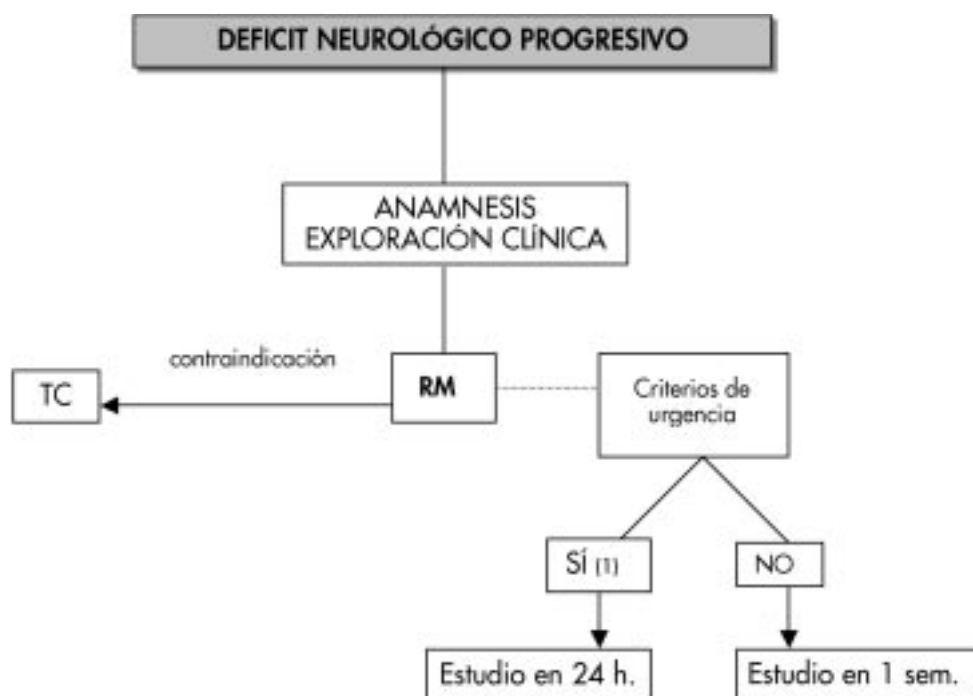 DEFICIT NEUROLÓGICO PROGRESIVO
ANAMNESIS
EXPLORACIÓN CLÍNICA
contraindicación
TC
RM
Criterios de
urgencia
SÍ (1)
NO
Estudio en 24 h.
Estudio en 1 sem.